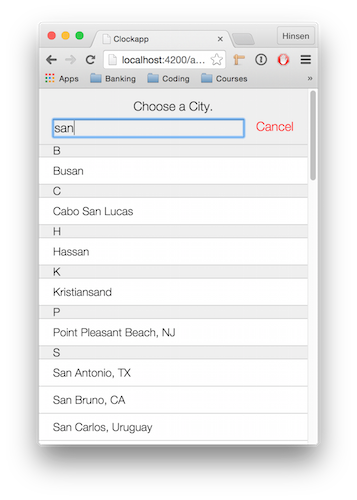 Clockapp
Hinsen
localhost:4200/a...
Apps Banking Coding Courses »
Choose a City.
san Cancel
B
Busan
C
Cabo San Lucas
H
Hassan
K
Kristiansand
P
Point Pleasant Beach, NJ
S
San Antonio, TX
San Bruno, CA
San Carlos, Uruguay